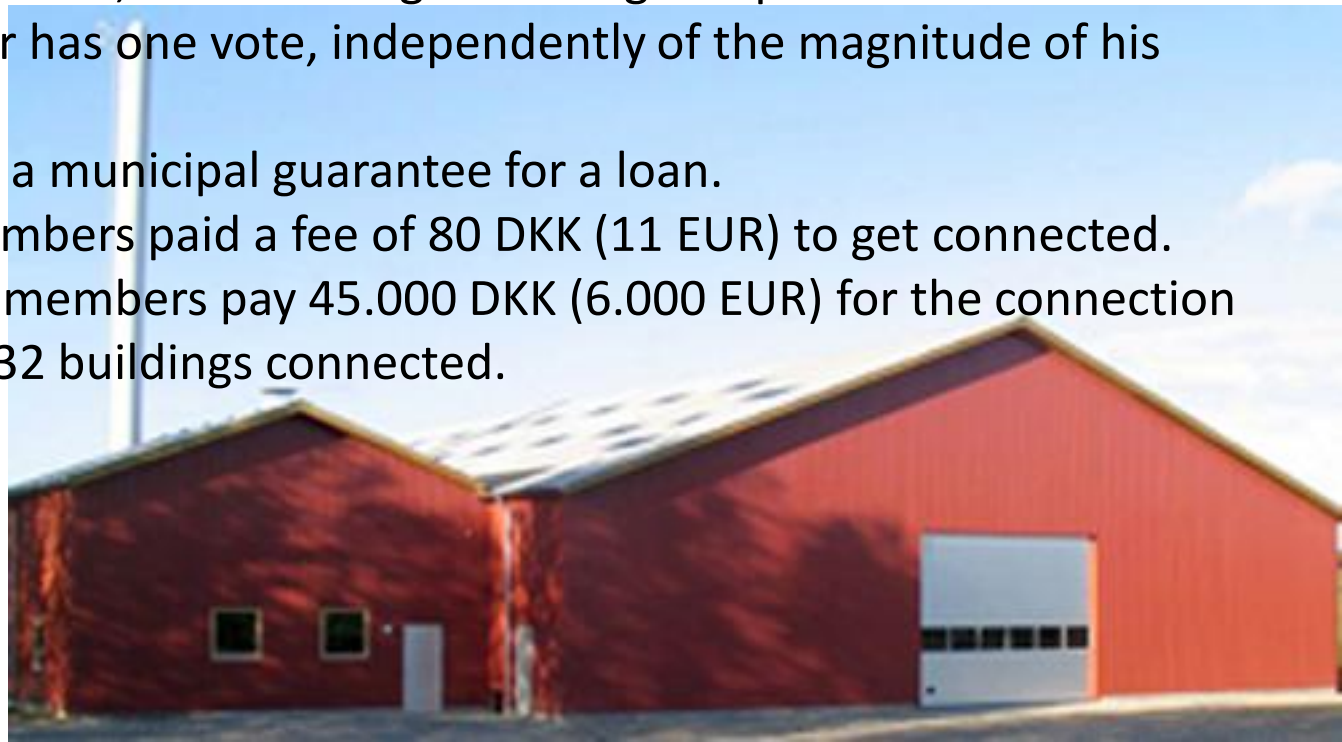 r has one vote, independently of the magnitude of his
a municipal guarantee for a loan.
mbers paid a fee of 80 DKK (11 EUR) to get connected.
members pay 45.000 DKK (6.000 EUR) for the connection
32 buildings connected.